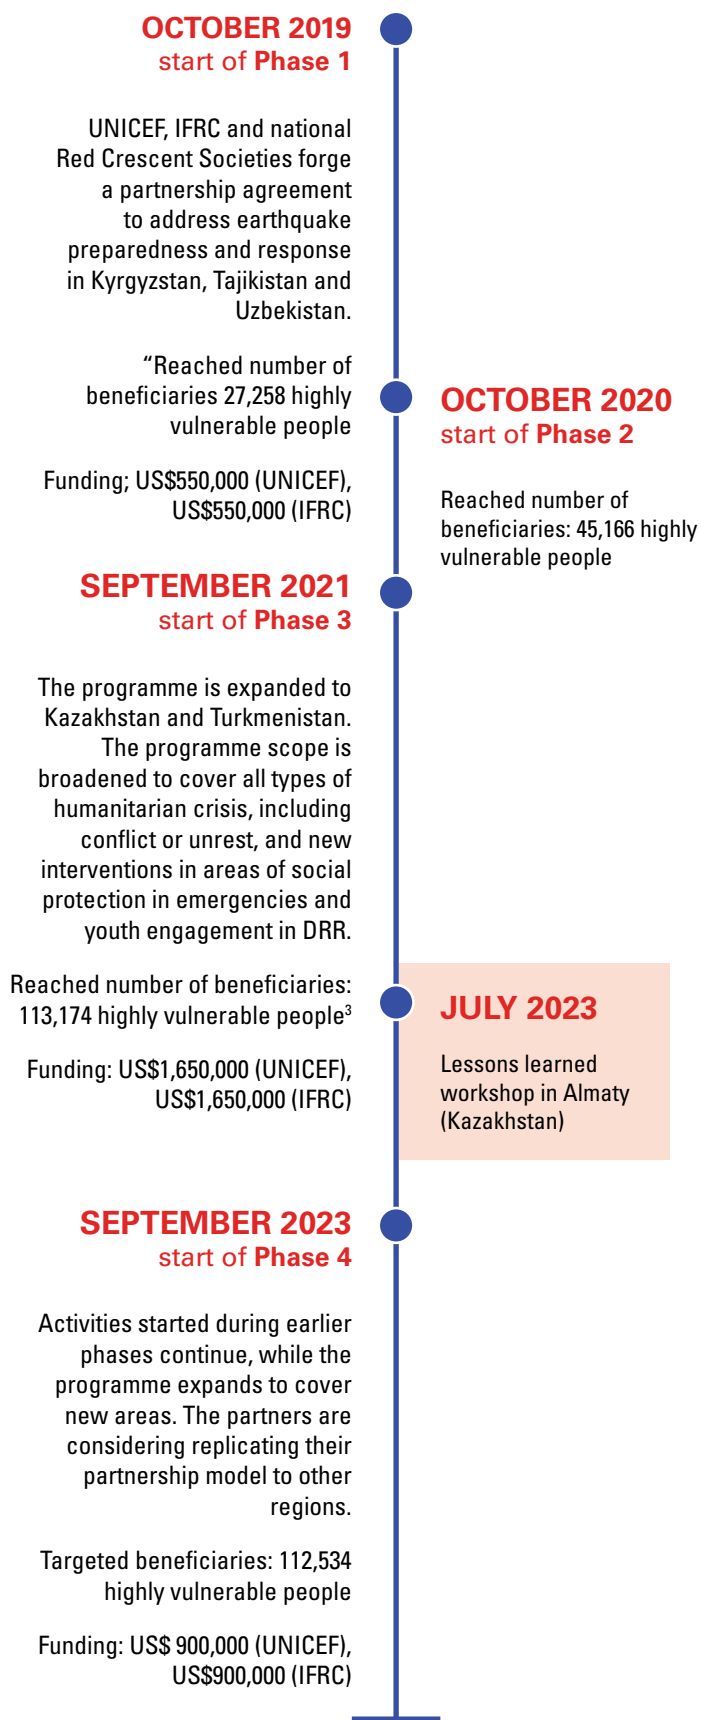 OCTOBER 2019
start of Phase 1
UNICEF, IFRC and national
Red Crescent Societies forge
a partnership agreement
to address earthquake
preparedness and response
in Kyrgyzstan, Tajikistan and
Uzbekistan.
“Reached number of
beneficiaries 27,258 highly
vulnerable people
Funding; US$550,000 (UNICEF),
US$550,000 (IFRC)
OCTOBER 2020
start of Phase 2
Reached number of
beneficiaries: 45,166 highly
vulnerable people
SEPTEMBER 2021
start of Phase 3
The programme is expanded to
Kazakhstan and Turkmenistan.
The programme scope is
broadened to cover all types of
humanitarian crisis, including
conflict or unrest, and new
interventions in areas of social
protection in emergencies and
youth engagement in DRR.
Reached number of beneficiaries:
113,174 highly vulnerable people³
Funding: US$1,650,000 (UNICEF),
US$1,650,000 (IFRC)
JULY 2023
Lessons learned
workshop in Almaty
(Kazakhstan)
SEPTEMBER 2023
start of Phase 4
Activities started during earlier
phases continue, while the
programme expands to cover
new areas. The partners are
considering replicating their
partnership model to other
regions.
Targeted beneficiaries: 112,534
highly vulnerable people
Funding: US$ 900,000 (UNICEF),
US$900,000 (IFRC)